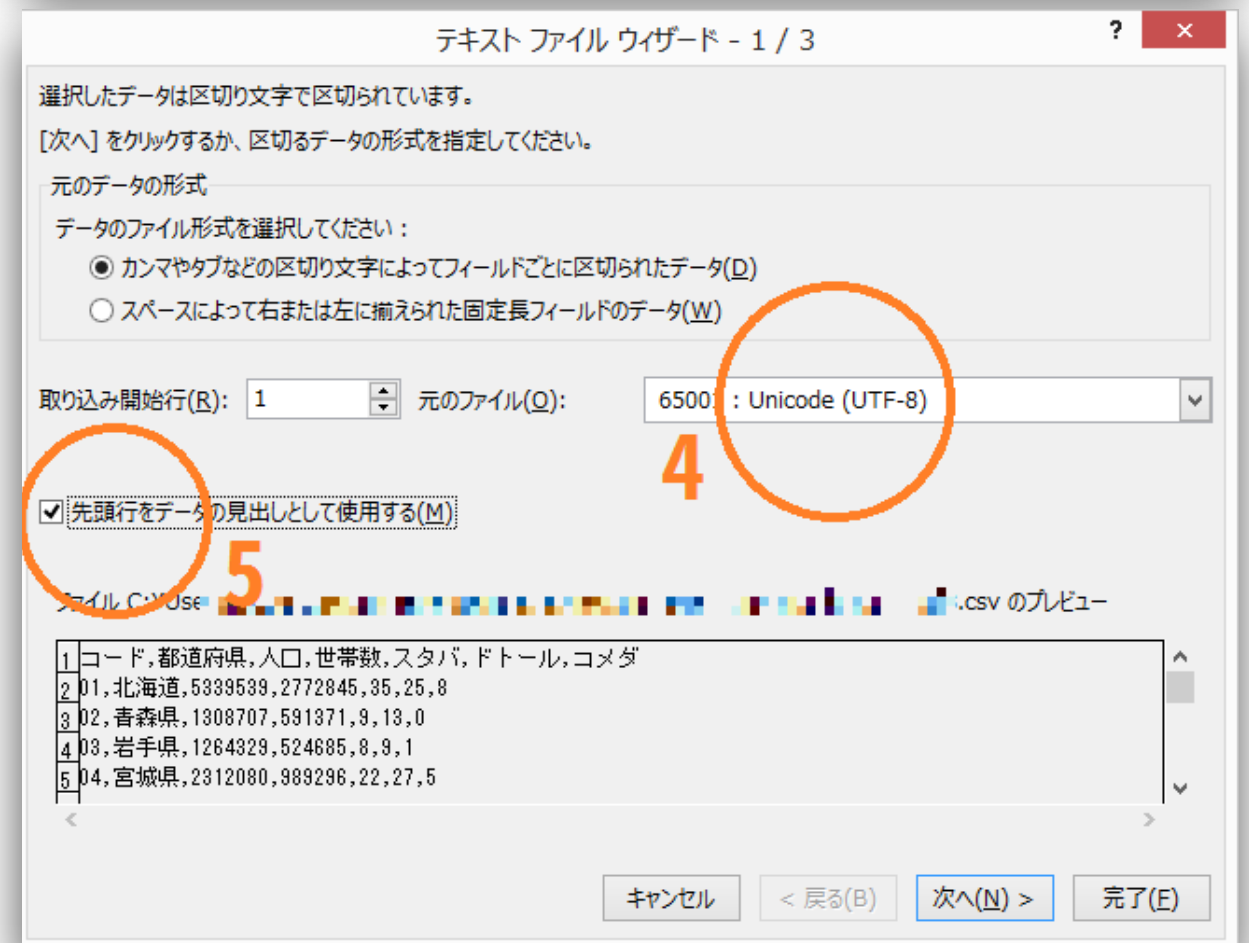 テキスト ファイル ウィザード - 1 / 3 ? ×
選択したデータは区切り文字で区切られています。
[次へ] をクリックするか、区切るデータの形式を指定してください。
元のデータの形式
データのファイル形式を選択してください：
カンマやタブなどの区切り文字によってフィールドごとに区切られたデータ(D)
スペースによって右または左に揃えられた固定長フィールドのデータ(W)
取り込み開始行(R): 1 元のファイル(O): 65001 : Unicode (UTF-8)
4
先頭行をデータの見出しとして使用する(M)
5
ファイル C:¥Use .csv のプレビュー
1 コード,都道府県,人口,世帯数,スタバ,ドトール,コメダ
2 01,北海道,5339539,2772845,35,25,8
3 02,青森県,1308707,591371,9,13,0
4 03,岩手県,1264329,524685,8,9,1
5 04,宮城県,2312080,989296,22,27,5
キャンセル < 戻る(B) 次へ(N) > 完了(F)